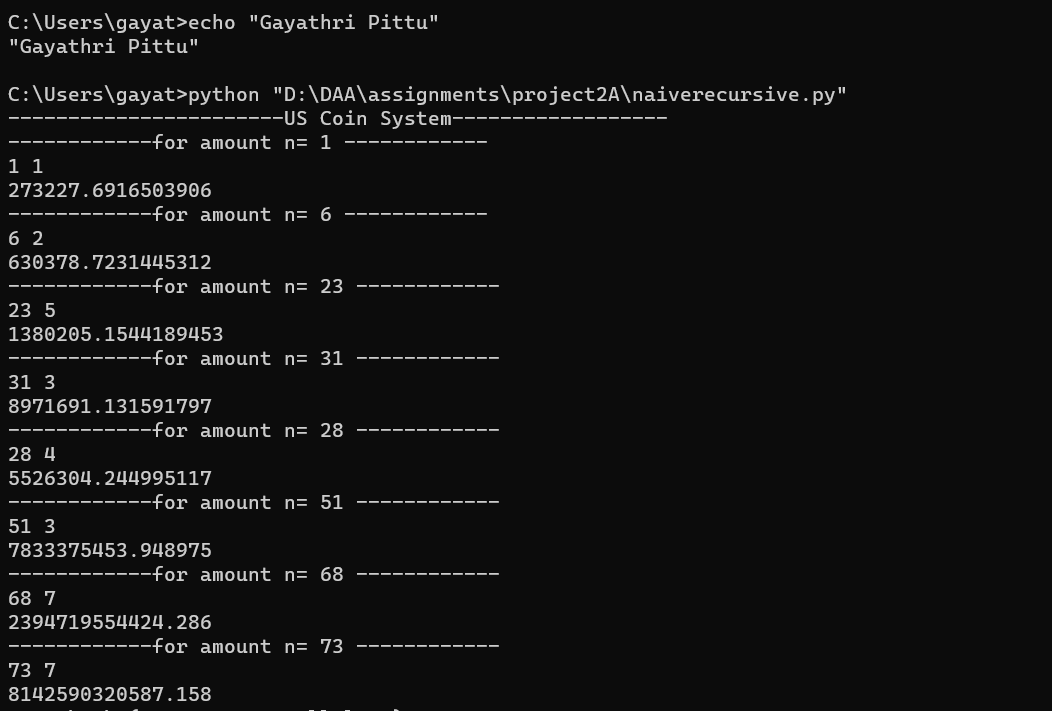 C:\Users\gayat>echo "Gayathri Pittu"
"Gayathri Pittu"
C:\Users\gayat>python "D:\DAA\assignments\project2A\naiverecursive.py"
-----------------------US Coin System------------------
------------for amount n= 1 ------------
1 1
273227.6916503906
------------for amount n= 6 ------------
6 2
630378.7231445312
------------for amount n= 23 ------------
23 5
1380205.1544189453
------------for amount n= 31 ------------
31 3
8971691.131591797
------------for amount n= 28 ------------
28 4
5526304.244995117
------------for amount n= 51 ------------
51 3
7833375453.948975
------------for amount n= 68 ------------
68 7
2394719554424.286
------------for amount n= 73 ------------
73 7
8142590320587.158